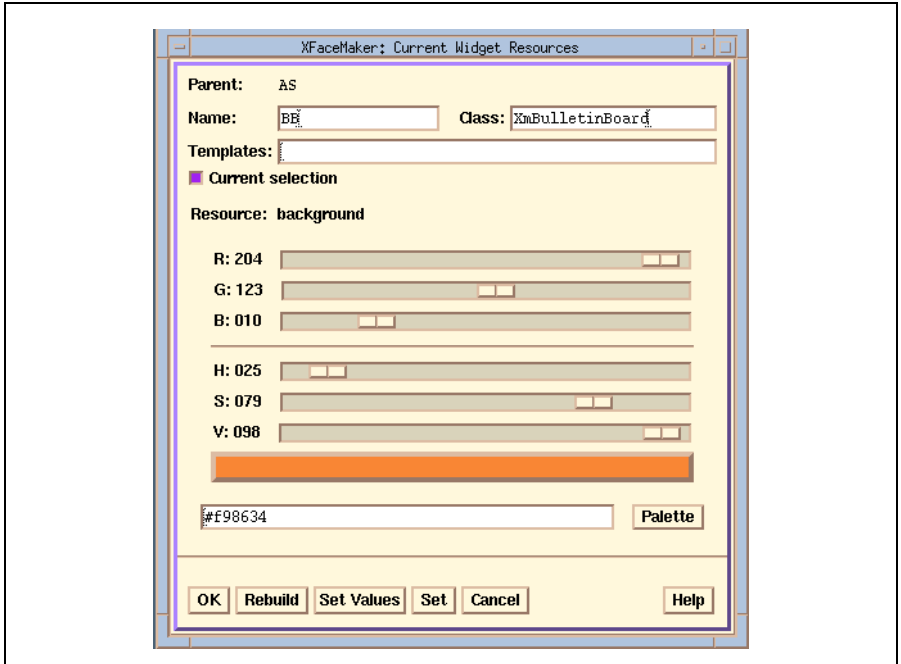 XFaceMaker: Current Widget Resources
Parent: AS
Name: BB Class: XmBulletinBoard
Templates:
Current selection
Resource: background
R: 204
G: 123
B: 010
H: 025
S: 079
V: 098
#f98634 Palette
OK Rebuild Set Values Set Cancel Help